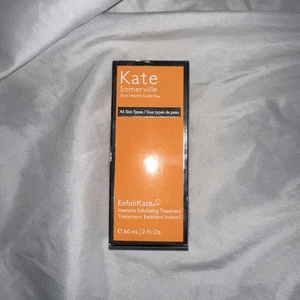 Kate
Somerville
Skin Health Experts
All Skin Types / Tous types de peau
ExfoliKate
Intensive Exfoliating Treatment
Traitement Exfoliant Intensif
℮ 60 mL | 2 Fl. Oz.